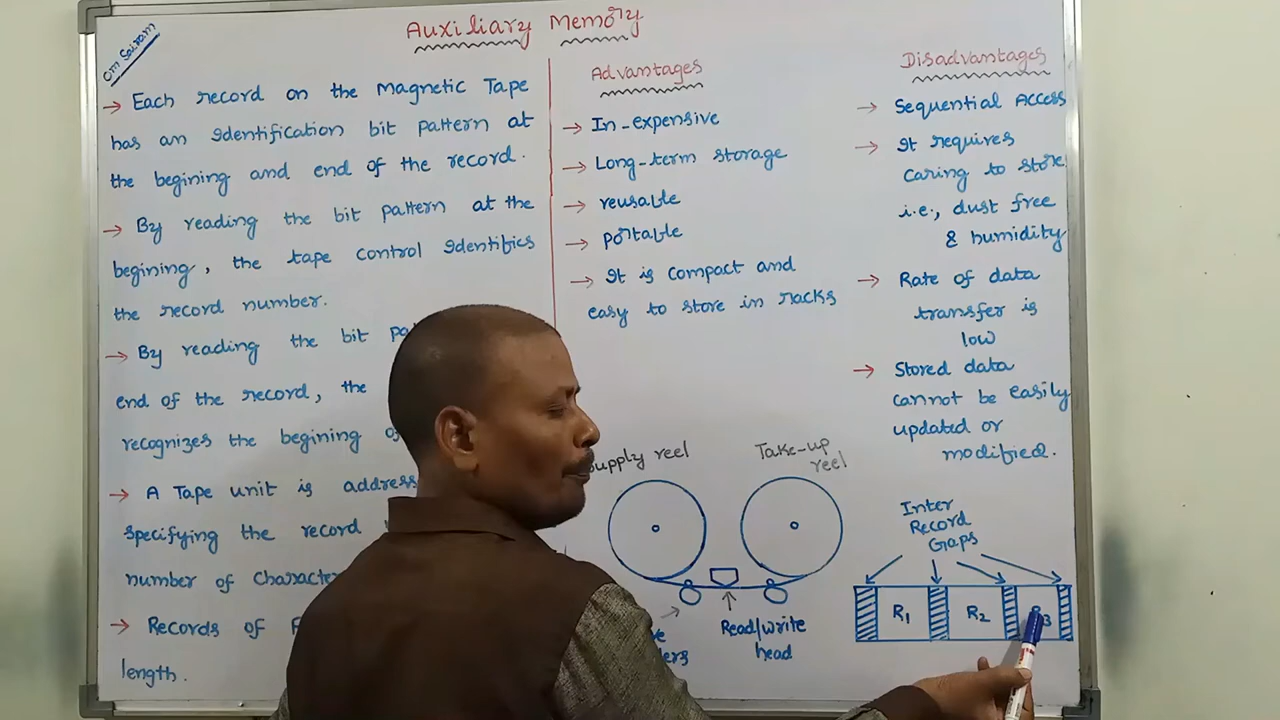 Om Sairam
Auxiliary Memory
→ Each record on the Magnetic Tape
has an Identification bit pattern at
the begining and end of the record.
→ By reading the bit pattern at the
begining, the tape control Identifies
the record number.
→ By reading the bit
end of the record, the
recognizes the begining
→ A Tape unit is
specifying the record
number of
→ Records of
length.
Advantages
→ In-expensive
→ Long-term storage
→ reusable
→ portable
→ It is compact and
easy to store in racks
Disadvantages
→ Sequential Access
→ It requires
caring to store
i.e., dust free
& humidity
→ Rate of data
transfer is
low
→ Stored data
cannot be easily
updated or
modified.
supply reel
Take-up
reel
Read/write
head
Inter
Record
Gaps
R1 R2